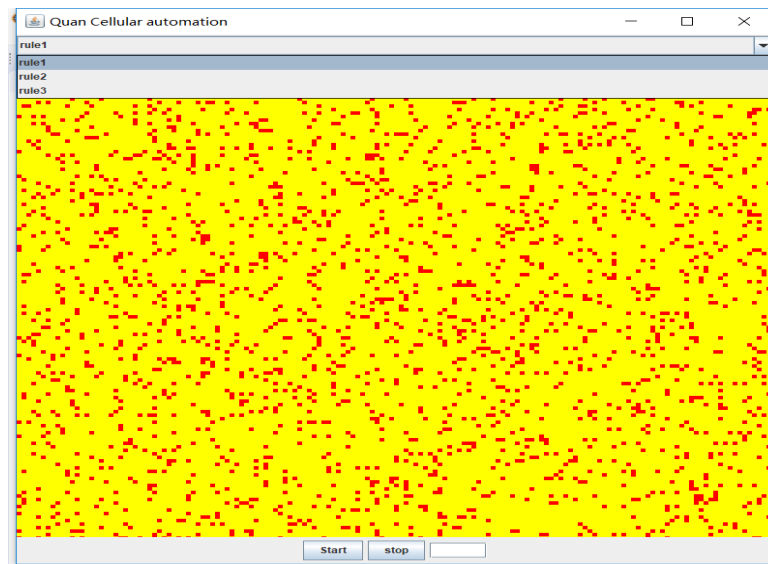 Quan Cellular automation
rule1
rule1
rule2
rule3
Start stop